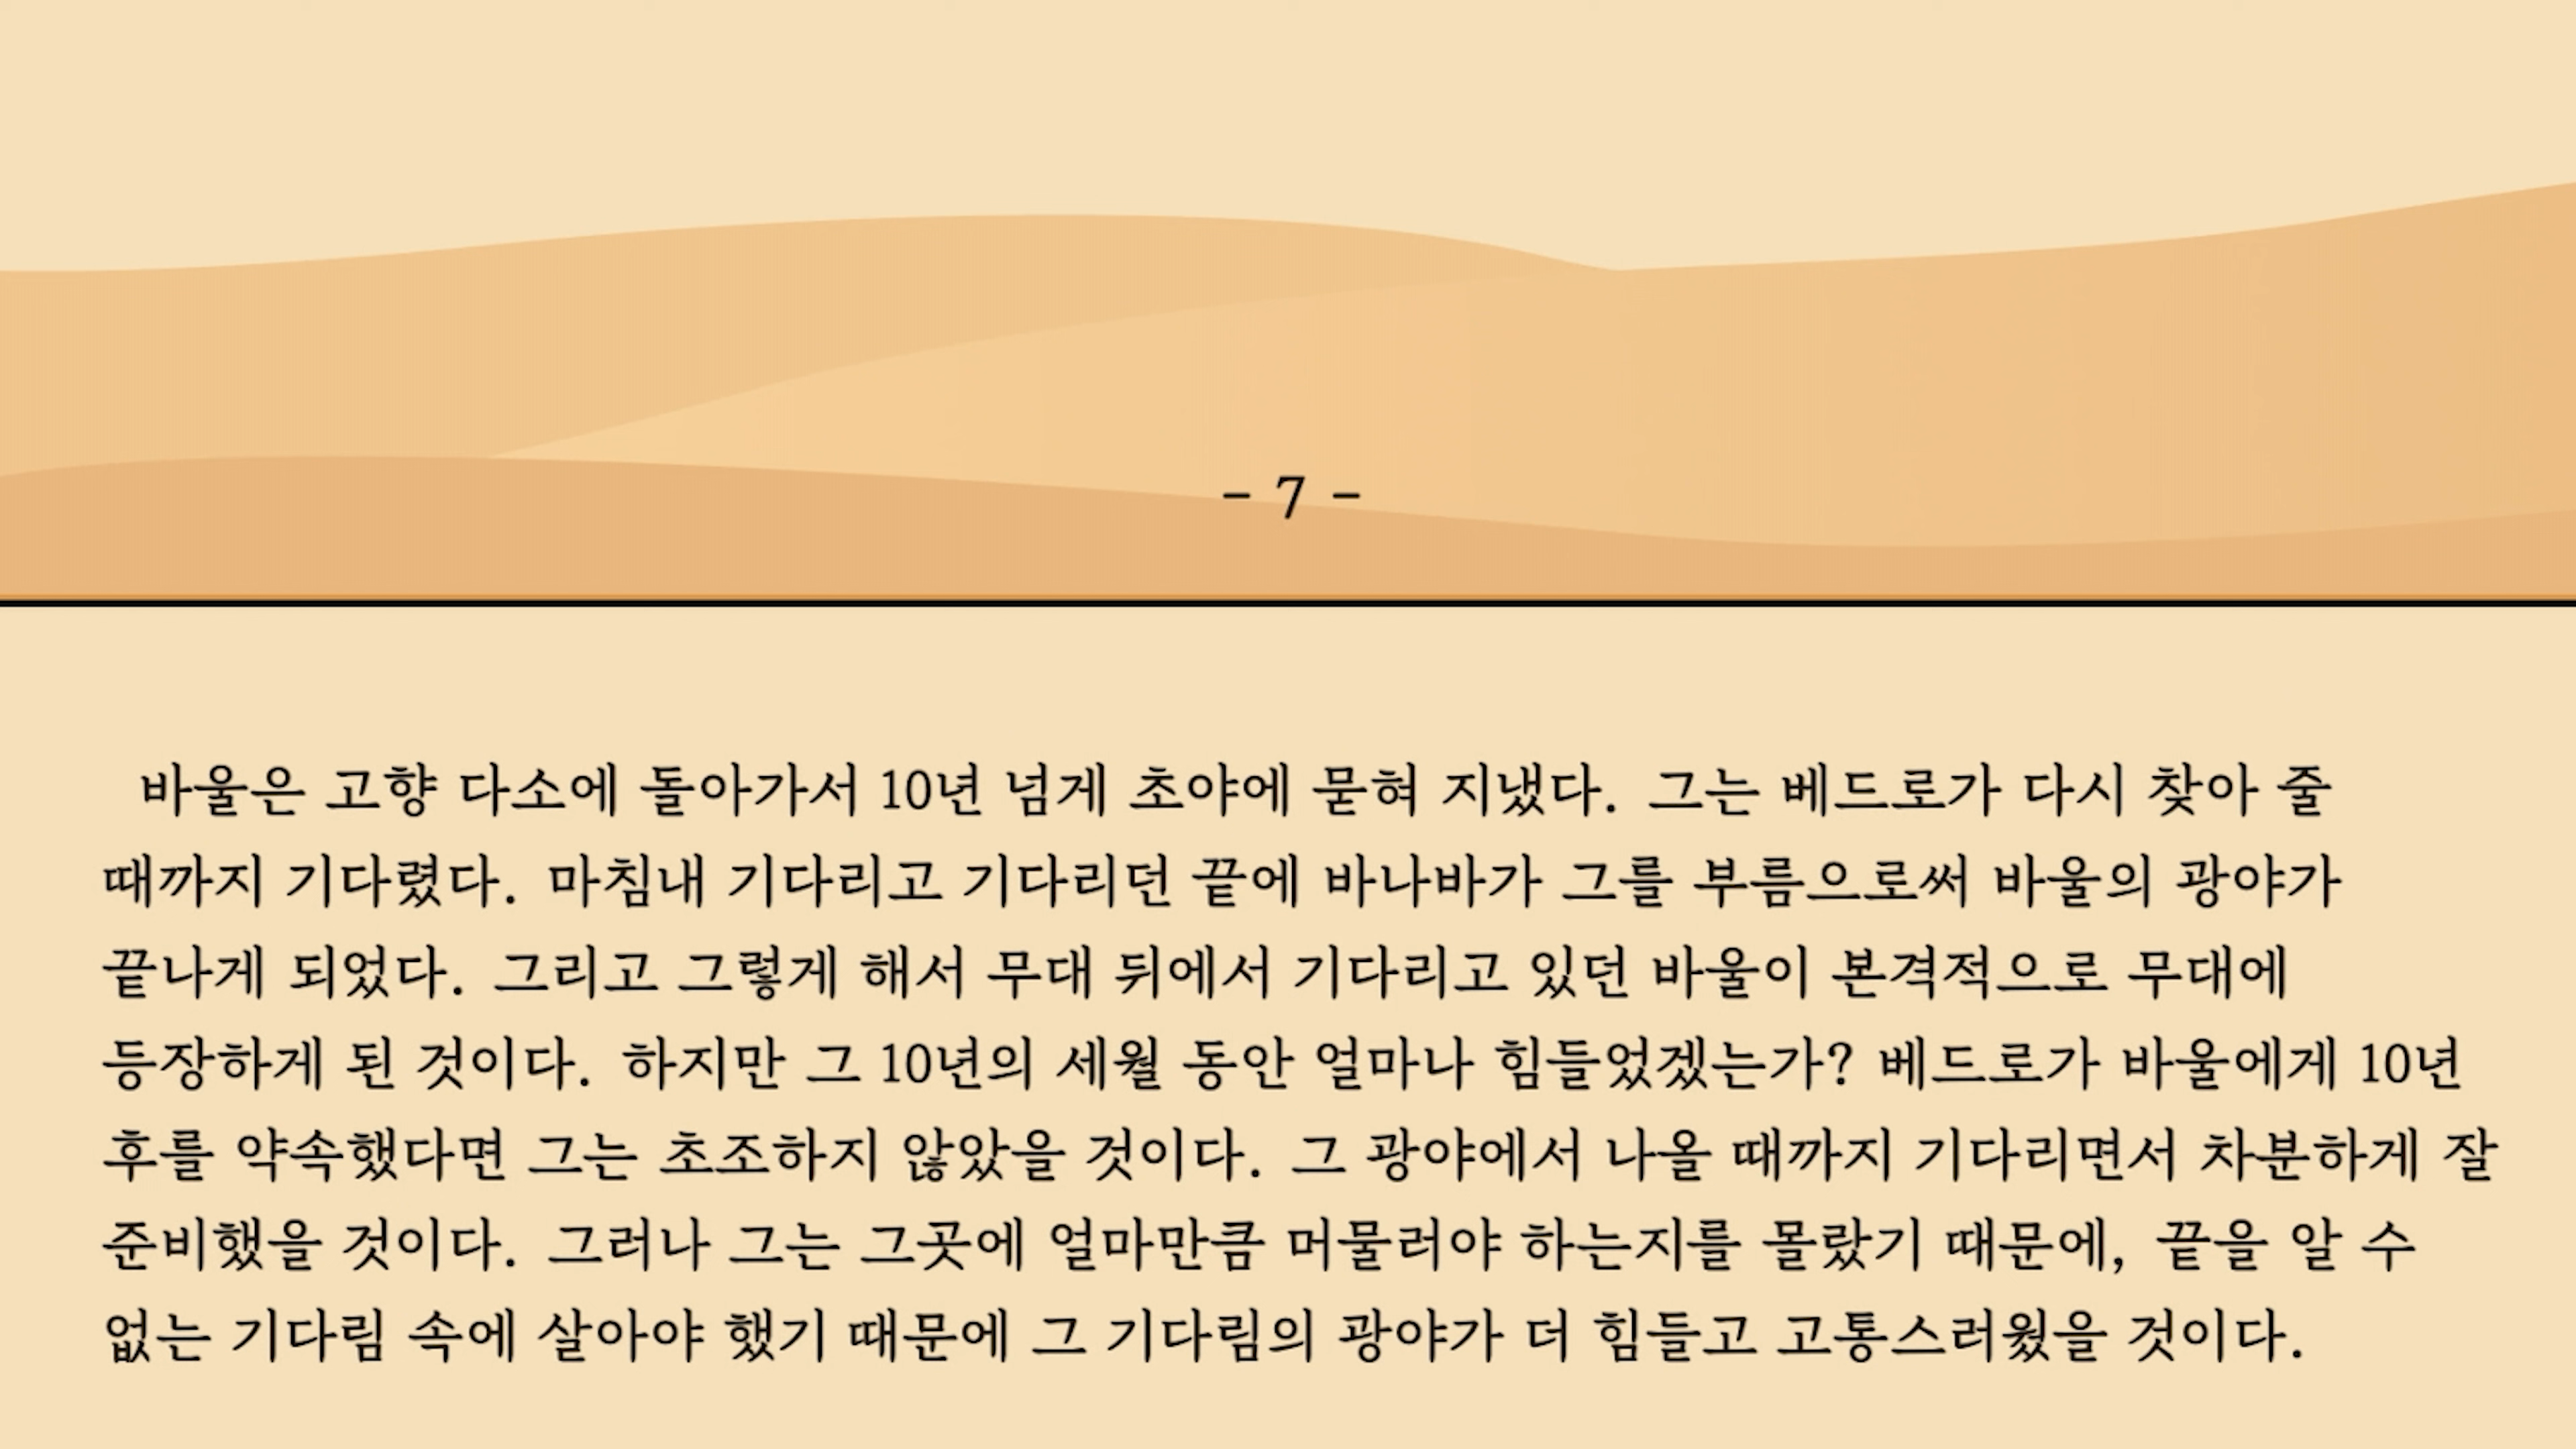 - 7 -
바울은 고향 다소에 돌아가서 10년 넘게 초야에 묻혀 지냈다. 그는 베드로가 다시 찾아 줄
때까지 기다렸다. 마침내 기다리고 기다리던 끝에 바나바가 그를 부름으로써 바울의 광야가
끝나게 되었다. 그리고 그렇게 해서 무대 뒤에서 기다리고 있던 바울이 본격적으로 무대에
등장하게 된 것이다. 하지만 그 10년의 세월 동안 얼마나 힘들었겠는가? 베드로가 바울에게 10년
후를 약속했다면 그는 초조하지 않았을 것이다. 그 광야에서 나올 때까지 기다리면서 차분하게 잘
준비했을 것이다. 그러나 그는 그곳에 얼마만큼 머물러야 하는지를 몰랐기 때문에, 끝을 알 수
없는 기다림 속에 살아야 했기 때문에 그 기다림의 광야가 더 힘들고 고통스러웠을 것이다.